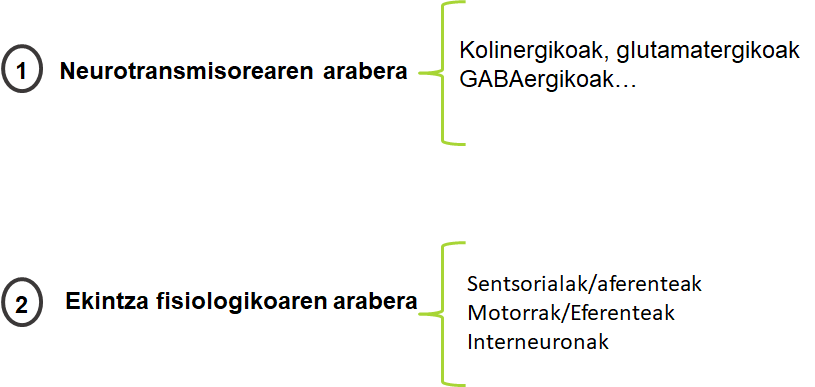 1 Neurotransmisorearen arabera
Kolinergikoak, glutamatergikoak
GABAergikoak...
2 Ekintza fisiologikoaren arabera
Sentsorialak/aferenteak
Motorrak/Eferenteak
Interneuronak